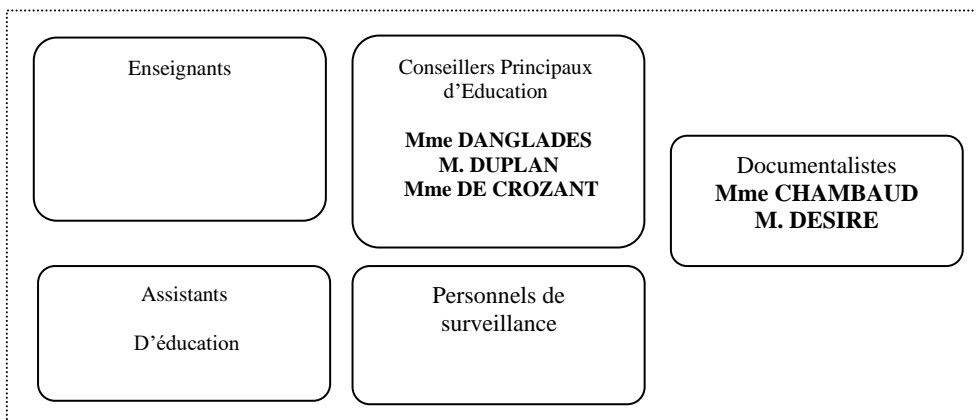 Enseignants
Conseillers Principaux
d’Education
Mme DANGLADES
M. DUPLAN
Mme DE CROZANT
Documentalistes
Mme CHAMBAUD
M. DESIRE
Assistants
D’éducation
Personnels de
surveillance